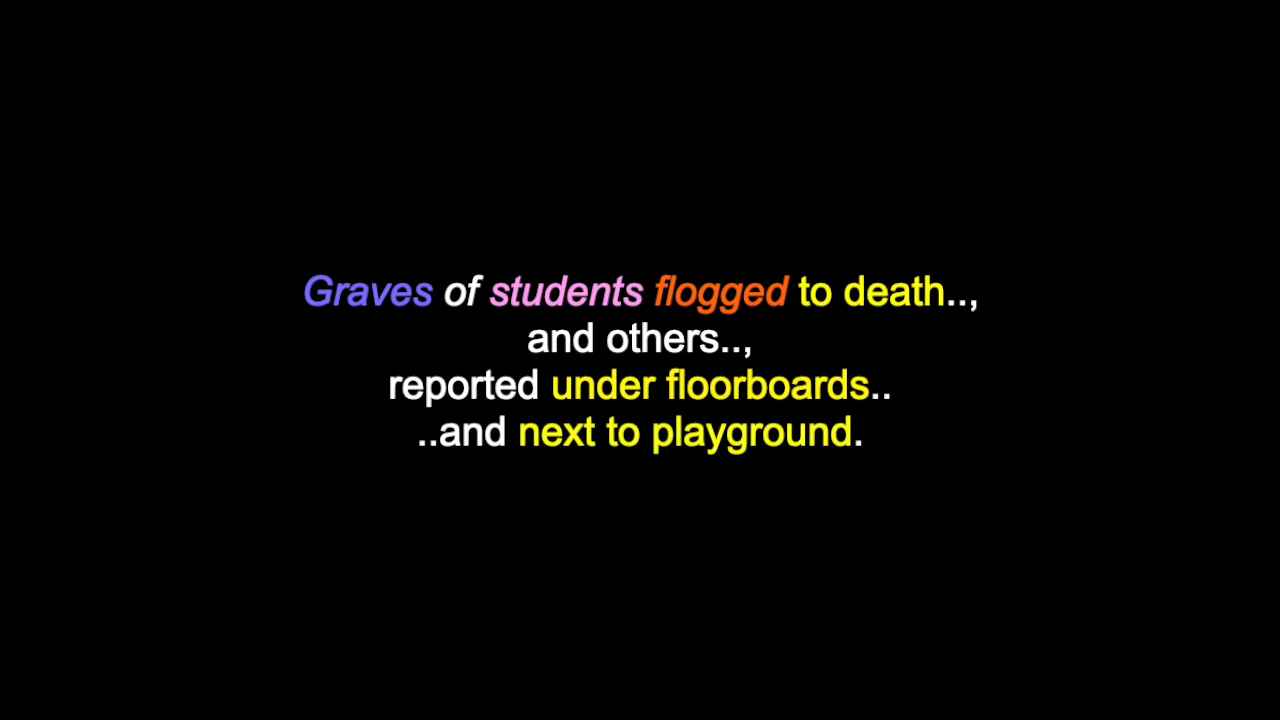 Graves of students flogged to death..,
and others..,
reported under floorboards..
..and next to playground.